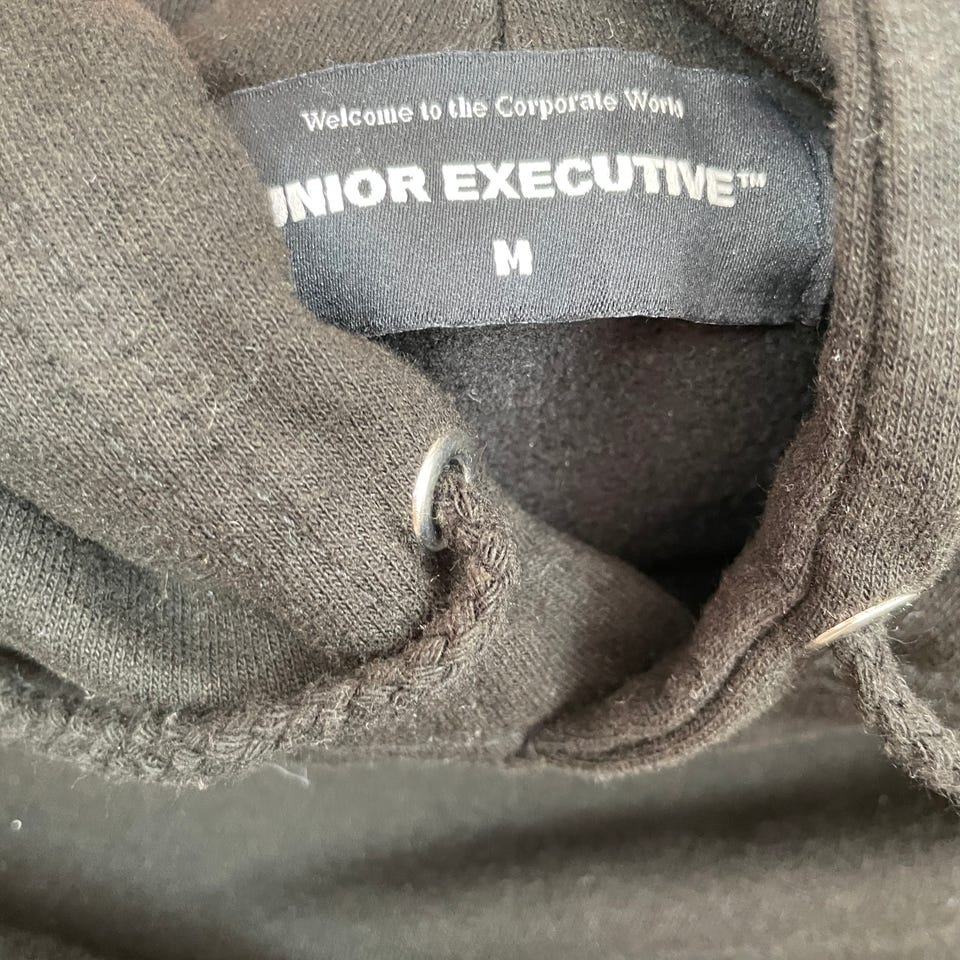 Welcome to the Corporate World
UNIOR EXECUTIVE™
M